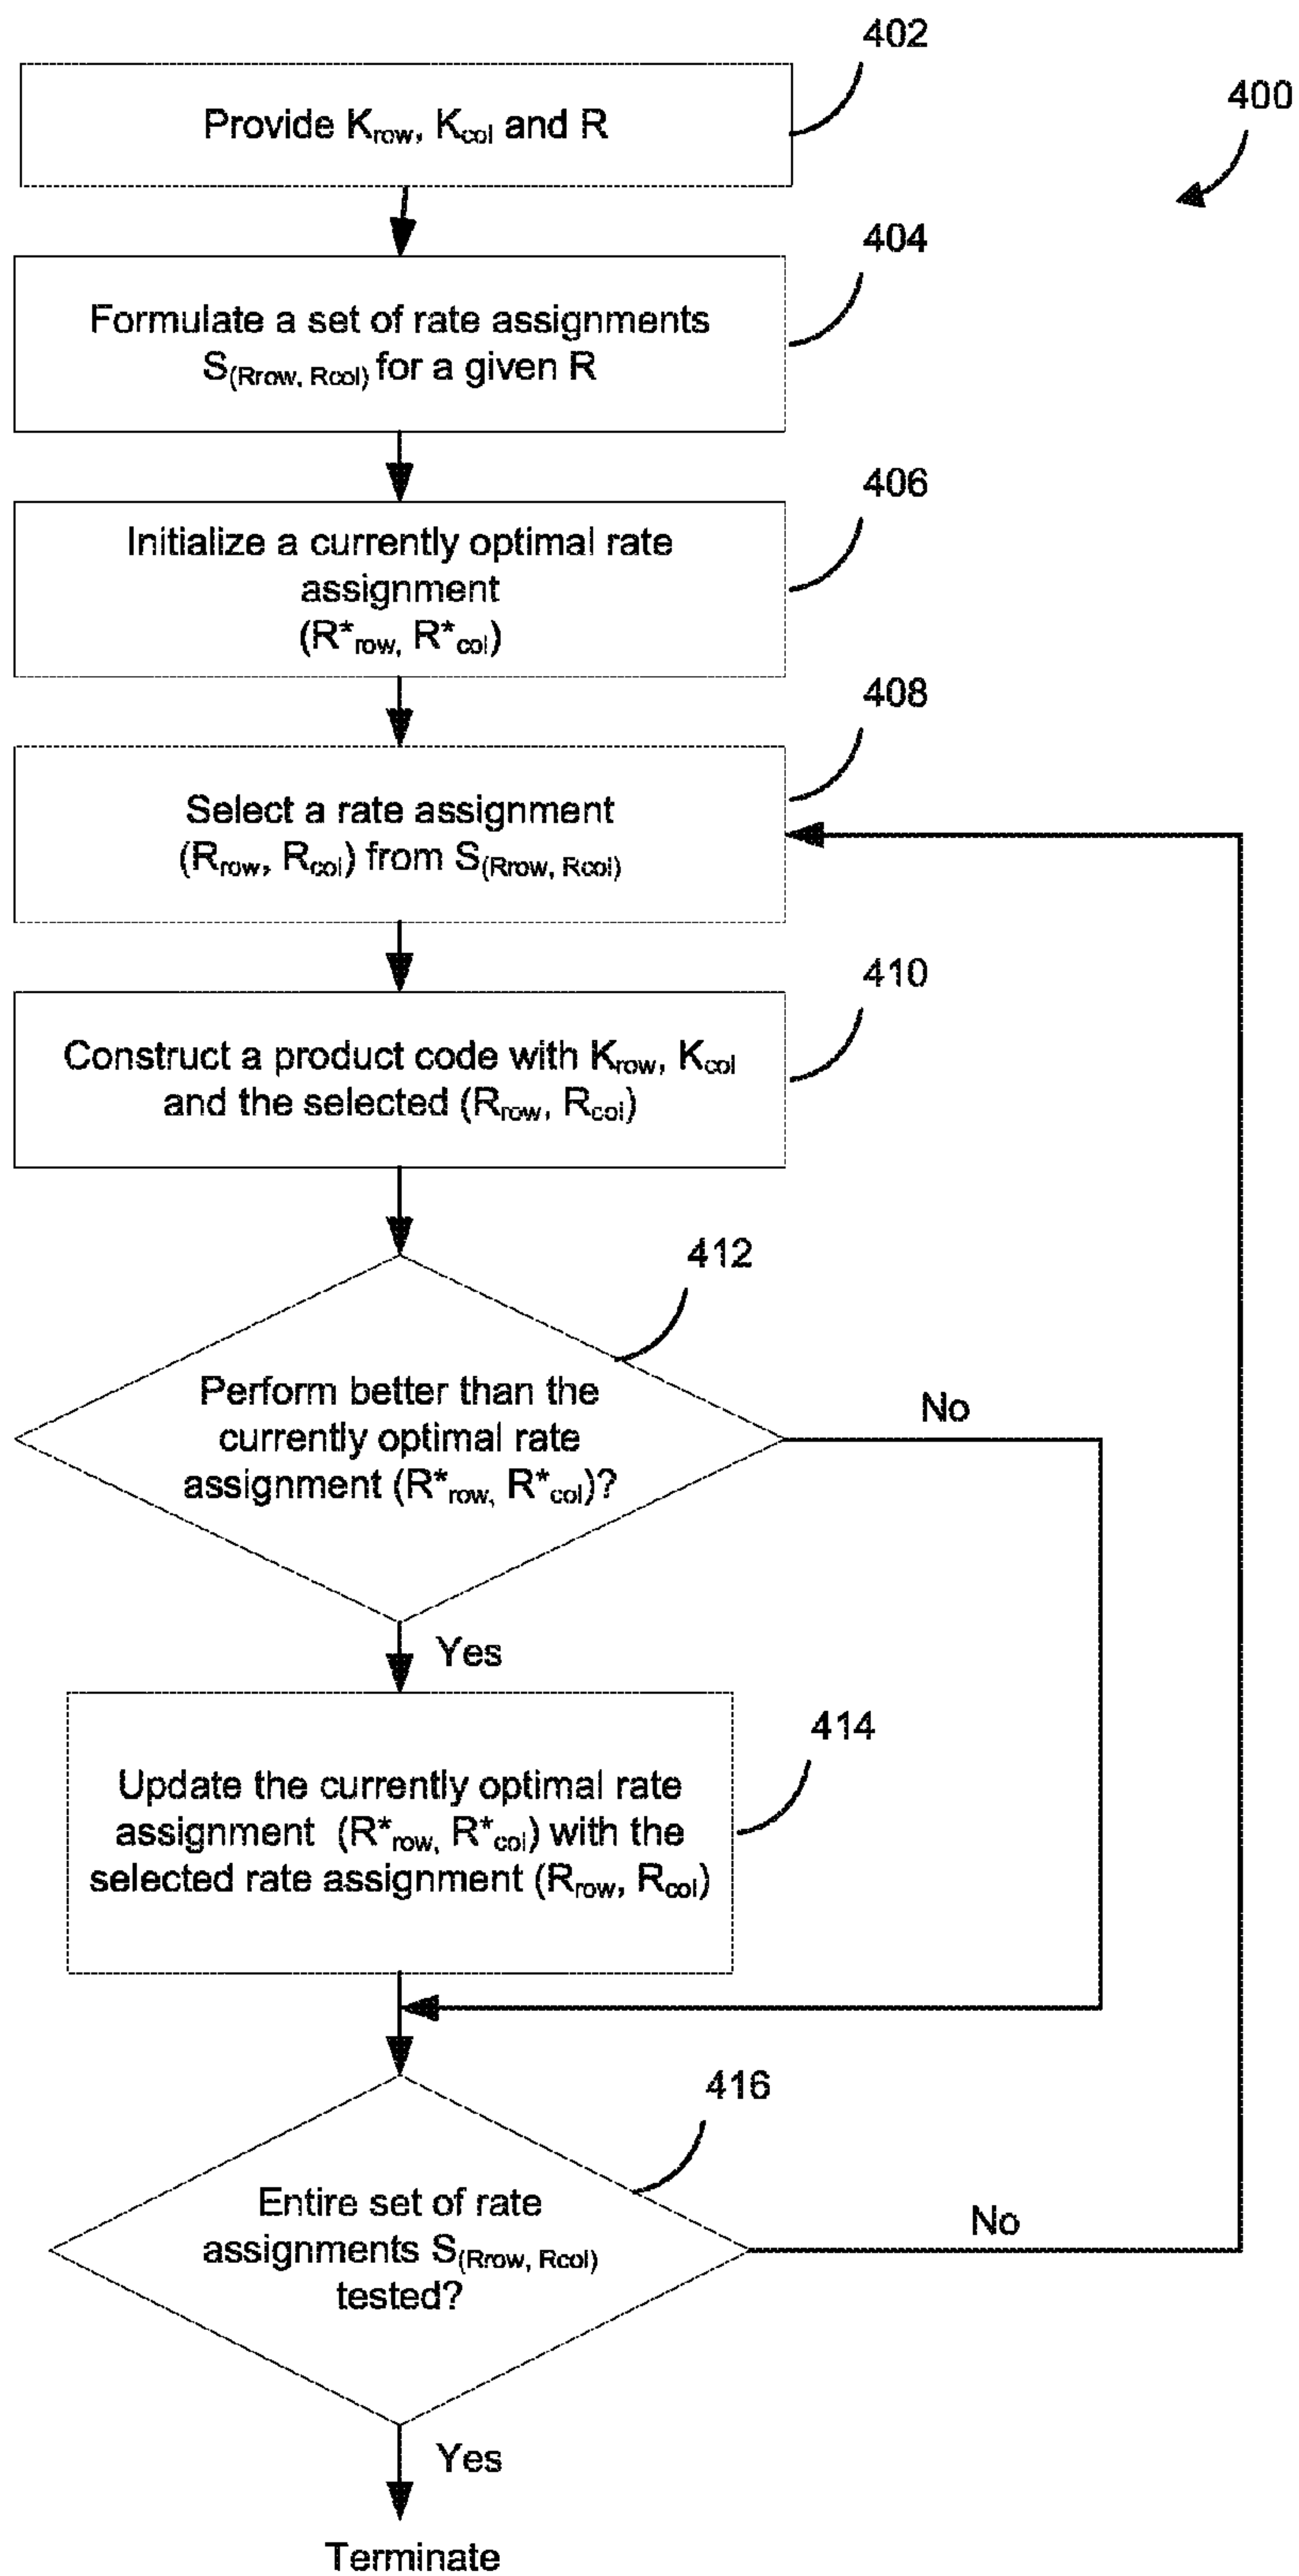 402
Provide Krow, Kcol and R
400
404
Formulate a set of rate assignments
S(Rrow, Rcol) for a given R
406
Initialize a currently optimal rate
assignment
(R*row, R*col)
408
Select a rate assignment
(Rrow, Rcol) from S(Rrow, Rcol)
410
Construct a product code with Krow, Kcol
and the selected (Rrow, Rcol)
412
Perform better than the
currently optimal rate
assignment (R*row, R*col)?
No
Yes
414
Update the currently optimal rate
assignment (R*row, R*col) with the
selected rate assignment (Rrow, Rcol)
416
Entire set of rate
assignments S(Rrow, Rcol)
tested?
No
Yes
Terminate